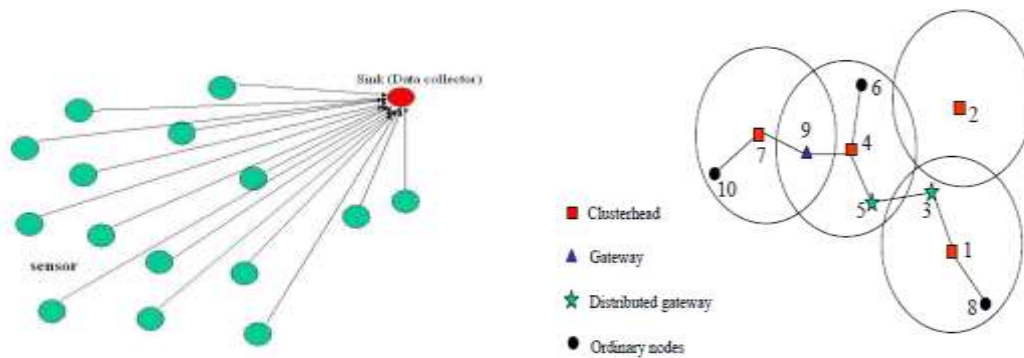 Sink (Data collector)
sensor
6
2
9
4
7
10
5
3
1
8
Clusterhead
Gateway
Distributed gateway
Ordinary nodes